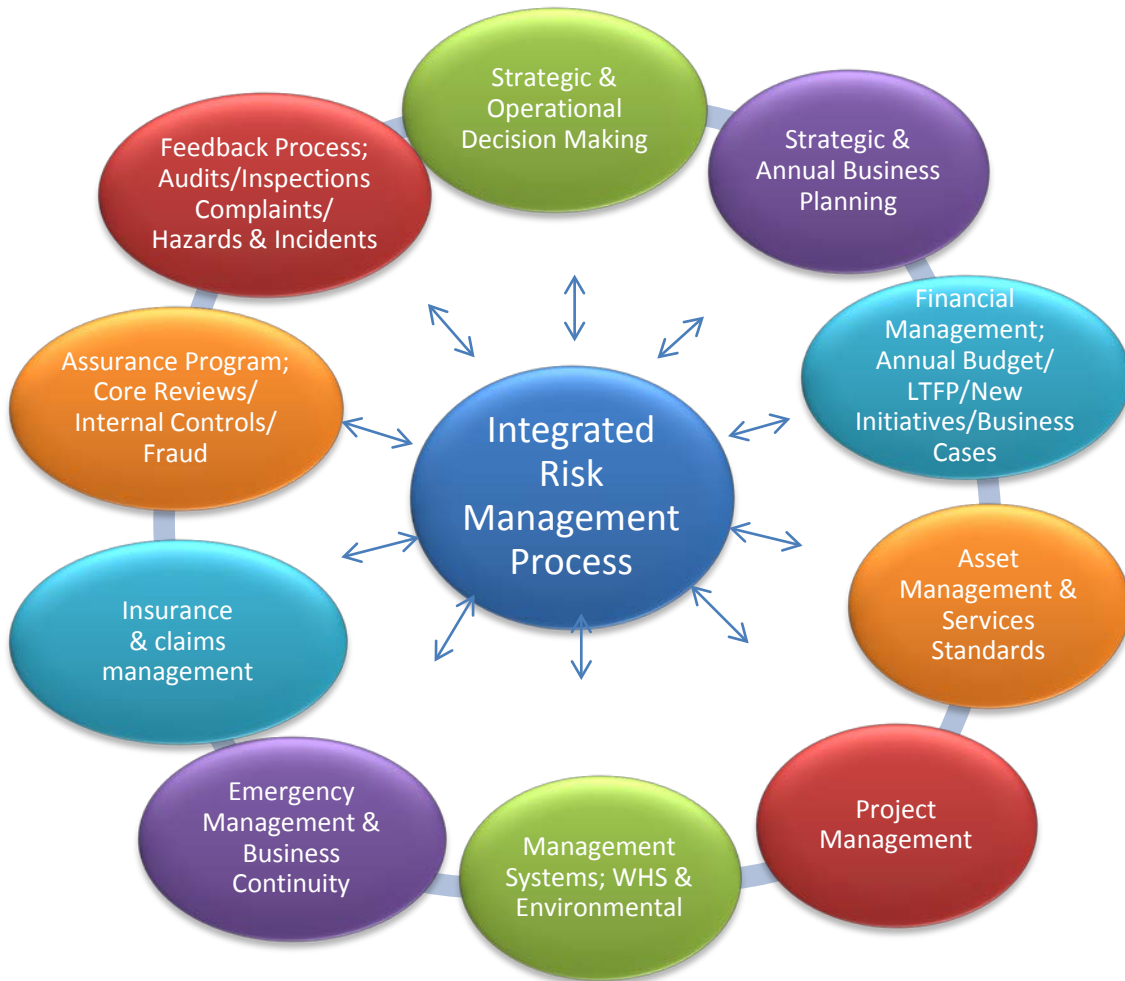 Strategic &
Operational
Decision Making
Strategic &
Annual Business
Planning
Financial
Management;
Annual Budget/
LTFP/New
Initiatives/Business
Cases
Asset
Management &
Services
Standards
Project
Management
Management
Systems; WHS &
Environmental
Emergency
Management &
Business
Continuity
Insurance
& claims
management
Assurance Program;
Core Reviews/
Internal Controls/
Fraud
Feedback Process;
Audits/Inspections
Complaints/
Hazards & Incidents
Integrated
Risk
Management
Process